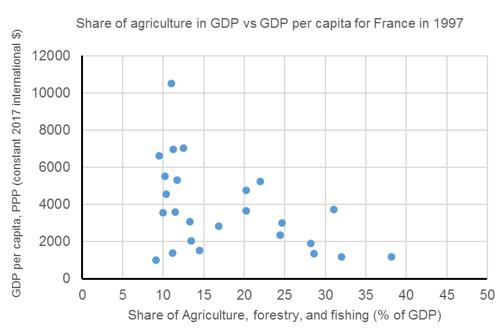 Share of agriculture in GDP vs GDP per capita for France in 1997
GDP per capita, PPP (constant 2017 international $)
12000
10000
8000
6000
4000
2000
0
0 5 10 15 20 25 30 35 40 45 50
Share of Agriculture, forestry, and fishing (% of GDP)